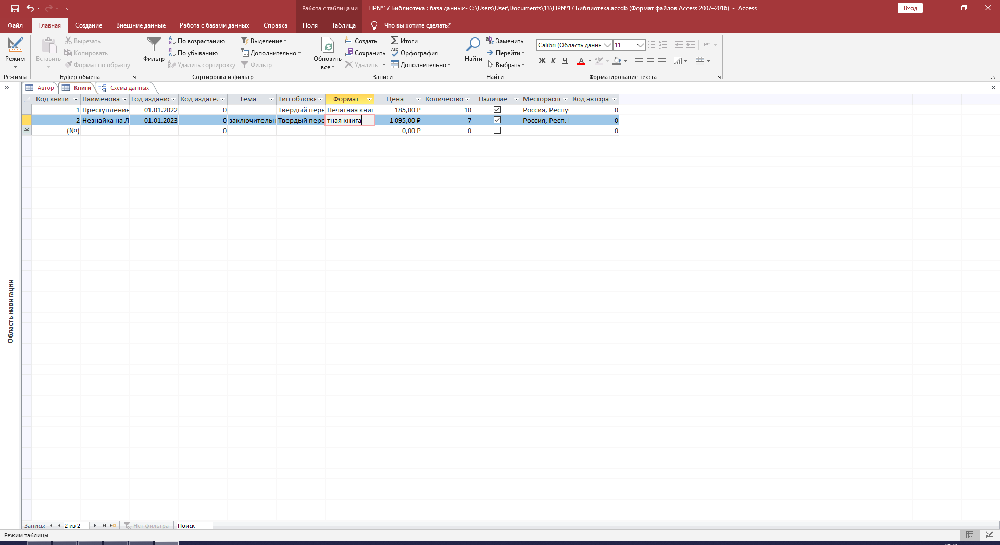 Работа с таблицами
ПР№17 Библиотека : база данных- C:\Users\User\Documents\13\ПР№17 Библиотека.accdb (Формат файлов Access 2007–2016) - Access
Вход
Файл Главная Создание Внешние данные Работа с базами данных Справка Поля Таблица Что вы хотите сделать?
Режим
Режимы
Вставить
Вырезать
Копировать
Формат по образцу
Буфер обмена
Фильтр
По возрастанию
По убыванию
Удалить сортировку
Выделение
Дополнительно
Фильтр
Сортировка и фильтр
Обновить
все
Создать
Сохранить
Удалить
Итоги
Орфография
Дополнительно
Записи
Найти
Заменить
Перейти
Выбрать
Найти
Calibri (Область даннь 11
Ж К Ч
Форматирование текста
Автор Книги Схема данных
Код книги Наименова Год издания Код издател Тема Тип обложк Формат Цена Количество Наличие Местораспо Код автора
1 Преступление 01.01.2022 0 Твердый пере Печатная книг 185,00 ₽ 10 Россия, Респу 0
2 Незнайка на Л 01.01.2023 0 заключительн Твердый пере тная книга 1 095,00 ₽ 7 Россия, Респ. 0
(№) 0 0,00 ₽ 0 0
Область навигации
Запись: 2 из 2 Нет фильтра Поиск
Режим таблицы